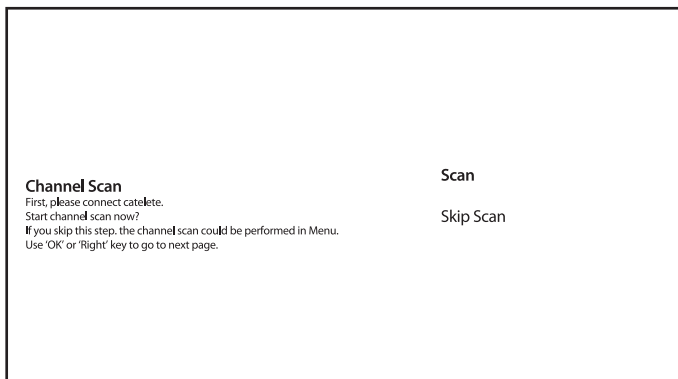 Channel Scan
First, please connect catelete.
Start channel scan now?
If you skip this step. the channel scan could be performed in Menu.
Use ‘OK’ or ‘Right’ key to go to next page.
Scan
Skip Scan